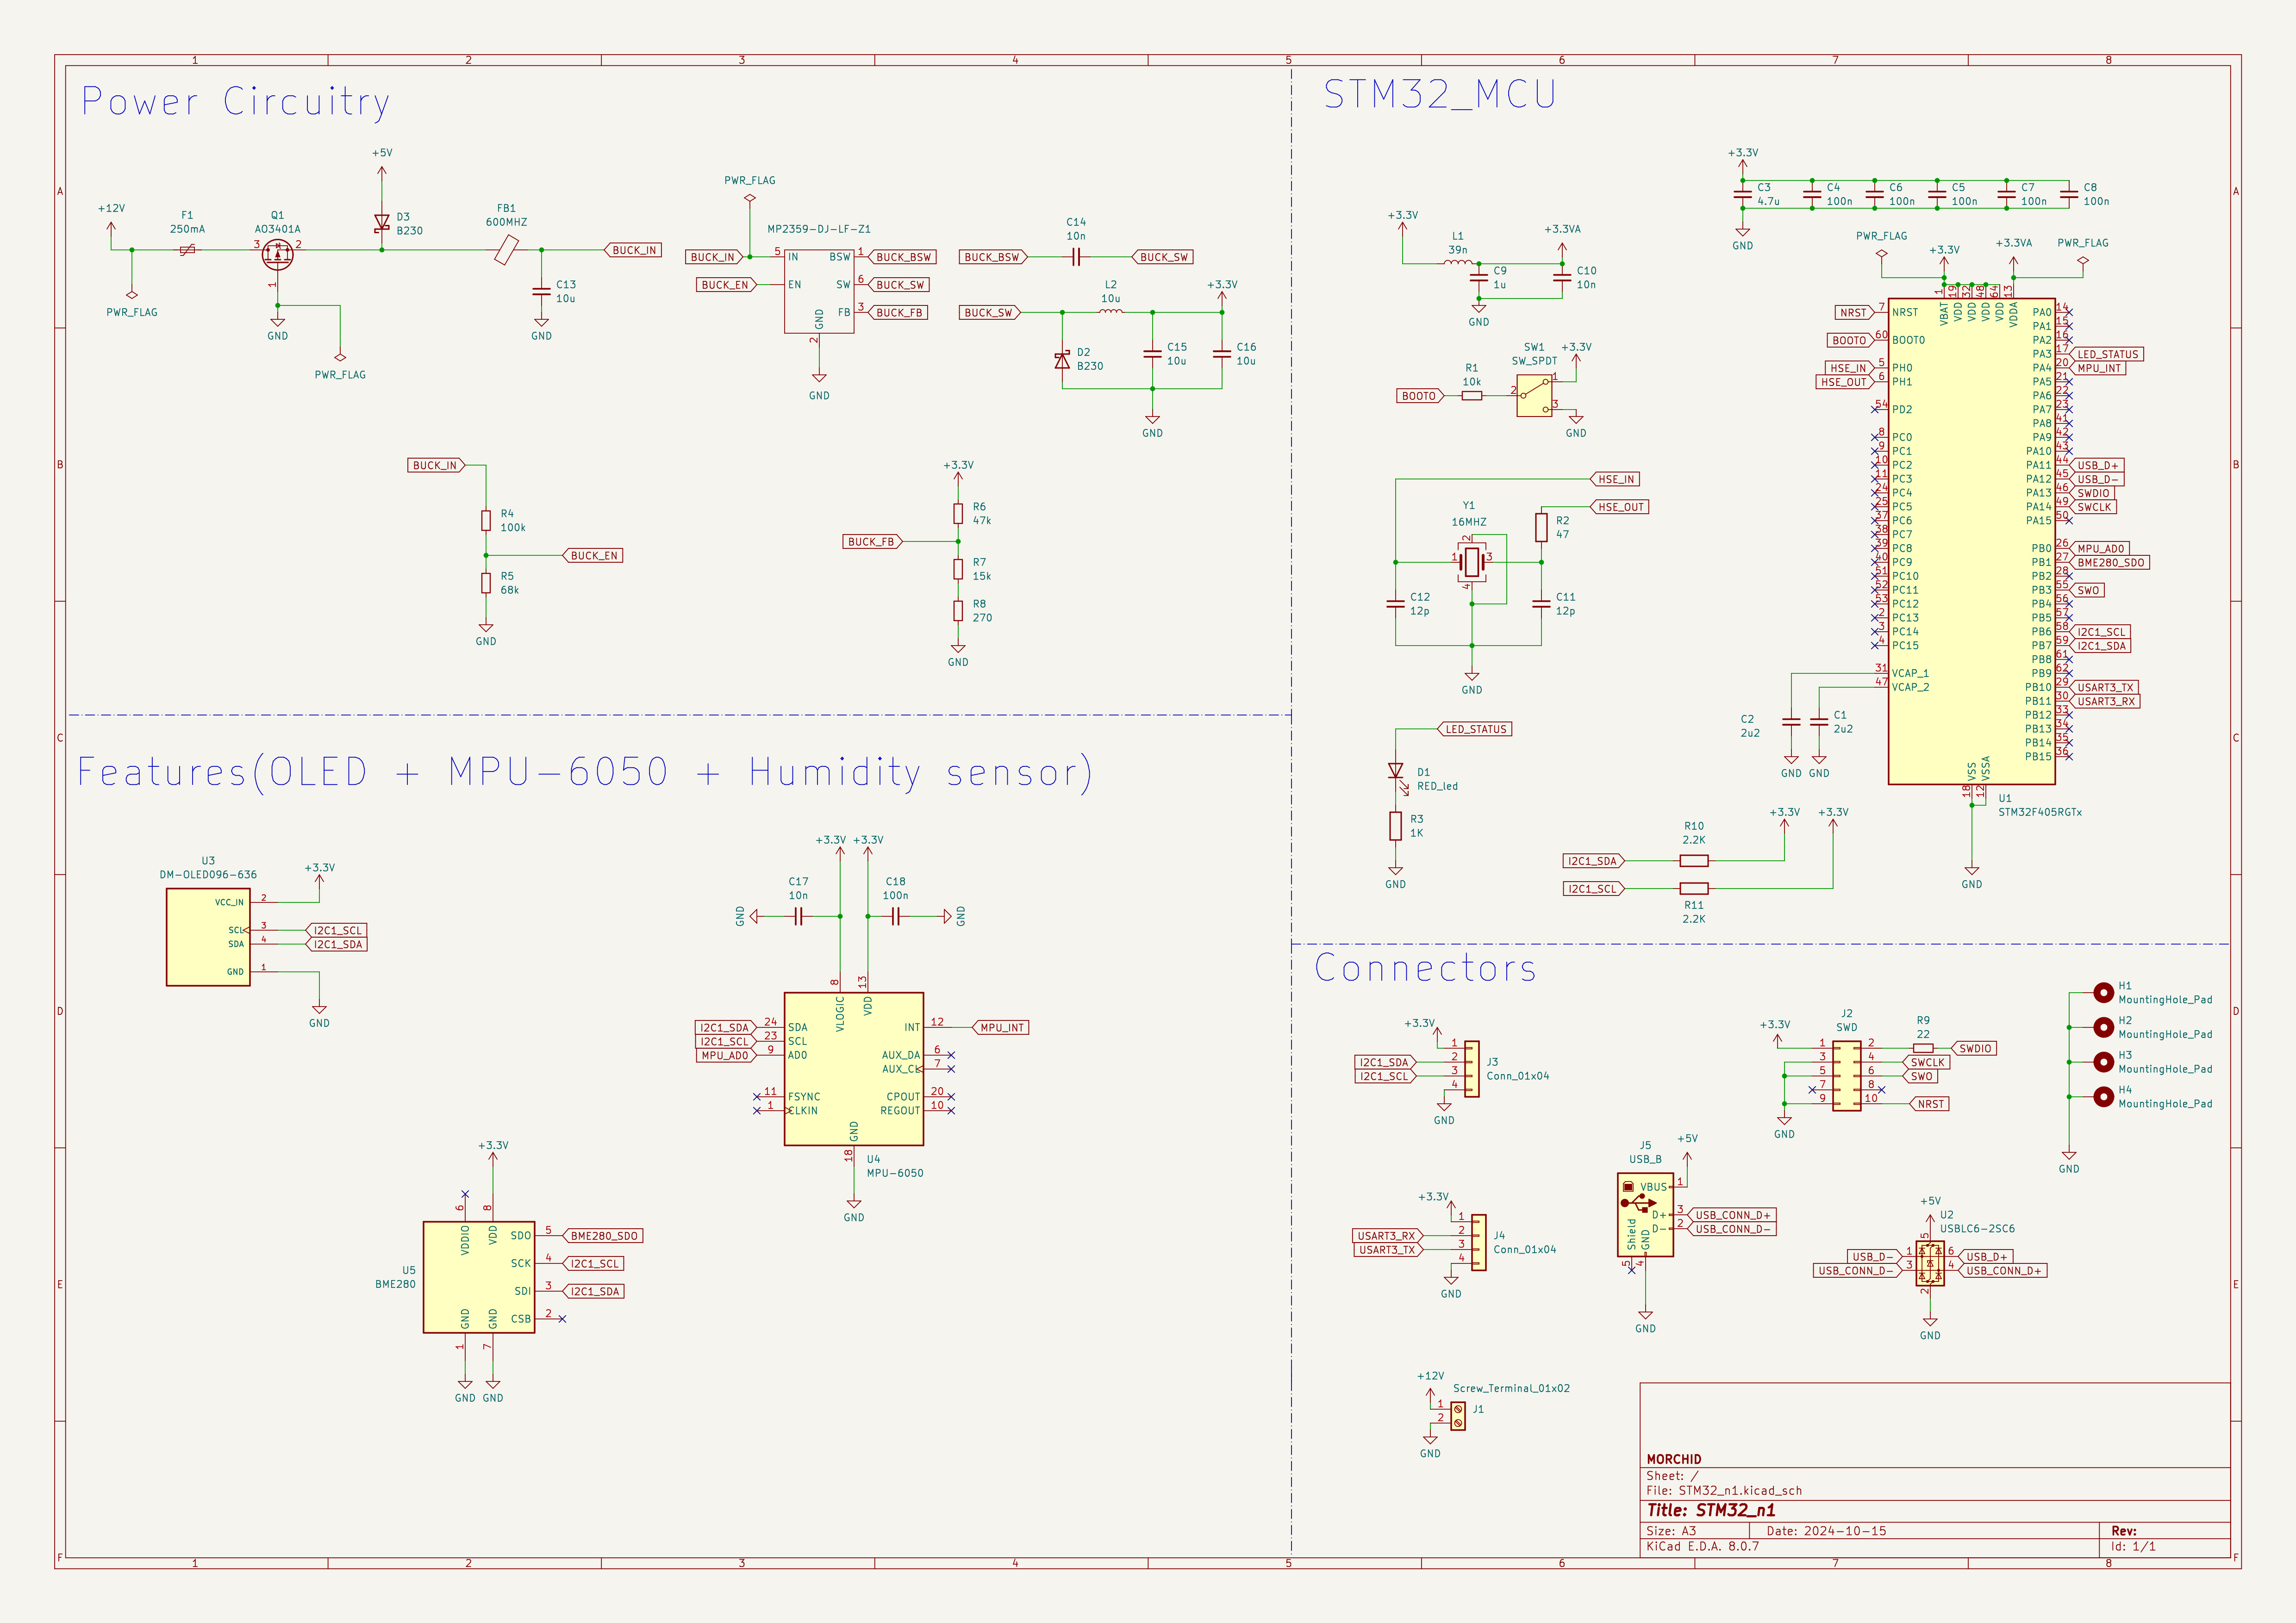 Power Circuitry
+12V
PWR_FLAG
F1
250mA
Q1
AO3401A
3
2
1
GND
PWR_FLAG
+5V
D3
B230
FB1
600MHZ
C13
10u
GND
BUCK_IN
PWR_FLAG
MP2359-DJ-LF-Z1
BUCK_IN
5
IN
BUCK_EN
EN
BSW
1
BUCK_BSW
SW
6
BUCK_SW
FB
3
BUCK_FB
GND
2
GND
C14
10n
BUCK_BSW
BUCK_SW
BUCK_SW
L2
10u
+3.3V
D2
B230
C15
10u
C16
10u
GND
BUCK_IN
R4
100k
BUCK_EN
R5
68k
GND
+3.3V
R6
47k
BUCK_FB
R7
15k
R8
270
GND
STM32_MCU
+3.3V
C3
4.7u
C4
100n
C6
100n
C5
100n
C7
100n
C8
100n
GND
+3.3V
L1
39n
+3.3VA
C9
1u
C10
10n
GND
SW1
SW_SPDT
+3.3V
R1
10k
BOOTO
2
1
3
GND
HSE_IN
HSE_OUT
Y1
16MHZ
R2
47
1
2
3
4
C12
12p
C11
12p
GND
LED_STATUS
D1
RED_led
R3
1K
GND
PWR_FLAG
+3.3V
+3.3VA
PWR_FLAG
1
19
32
48
64
13
VBAT
VDD
VDD
VDD
VDD
VDDA
NRST
7
NRST
BOOTO
60
BOOT0
HSE_IN
5
PH0
HSE_OUT
6
PH1
54
PD2
8
PC0
9
PC1
10
PC2
11
PC3
24
PC4
25
PC5
37
PC6
38
PC7
39
PC8
40
PC9
51
PC10
52
PC11
53
PC12
2
PC13
3
PC14
4
PC15
31
VCAP_1
47
VCAP_2
PA0
14
PA1
15
PA2
16
PA3
17
LED_STATUS
PA4
20
MPU_INT
PA5
21
PA6
22
PA7
23
PA8
41
PA9
42
PA10
43
PA11
44
USB_D+
PA12
45
USB_D-
PA13
46
SWDIO
PA14
49
SWCLK
PA15
50
PB0
26
MPU_AD0
PB1
27
BME280_SDO
PB2
28
PB3
55
SWO
PB4
56
PB5
57
PB6
58
I2C1_SCL
PB7
59
I2C1_SDA
PB8
61
PB9
62
PB10
29
USART3_TX
PB11
30
USART3_RX
PB12
33
PB13
34
PB14
35
PB15
36
VSS
VSSA
18
12
U1
STM32F405RGTx
GND
C2
2u2
C1
2u2
GND
GND
+3.3V
+3.3V
R10
2.2K
I2C1_SDA
I2C1_SCL
R11
2.2K
Features(OLED + MPU-6050 + Humidity sensor)
U3
DM-OLED096-636
+3.3V
VCC_IN
2
SCL
3
I2C1_SCL
SDA
4
I2C1_SDA
GND
1
GND
+3.3V
+3.3V
C17
10n
C18
100n
GND
GND
8
13
VLOGIC
VDD
I2C1_SDA
24
SDA
I2C1_SCL
23
SCL
MPU_AD0
9
AD0
11
FSYNC
1
CLKIN
INT
12
MPU_INT
AUX_DA
6
AUX_CL
7
CPOUT
20
REGOUT
10
GND
18
U4
MPU-6050
GND
+3.3V
6
8
VDDIO
VDD
SDO
5
BME280_SDO
SCK
4
I2C1_SCL
SDI
3
I2C1_SDA
CSB
2
U5
BME280
GND
GND
1
7
GND
GND
Connectors
+3.3V
1
I2C1_SDA
2
I2C1_SCL
3
4
J3
Conn_01x04
GND
+3.3V
1
USART3_RX
2
USART3_TX
3
4
J4
Conn_01x04
GND
+12V
Screw_Terminal_01x02
1
2
J1
GND
+3.3V
J2
SWD
1
3
5
7
9
2
4
6
8
10
R9
22
SWDIO
SWCLK
SWO
NRST
GND
H1
MountingHole_Pad
H2
MountingHole_Pad
H3
MountingHole_Pad
H4
MountingHole_Pad
GND
J5
USB_B
+5V
VBUS
1
D+
3
USB_CONN_D+
D-
2
USB_CONN_D-
Shield
GND
5
4
GND
+5V
U2
USBLC6-2SC6
5
USB_D-
1
6
USB_D+
USB_CONN_D-
3
4
USB_CONN_D+
2
GND
MORCHID
Sheet: /
File: STM32_n1.kicad_sch
Title: STM32_n1
Size: A3
Date: 2024-10-15
Rev:
KiCad E.D.A. 8.0.7
Id: 1/1
1 2 3 4 5 6 7 8
1 2 3 4 5 6 7 8
A
B
C
D
E
F
A
B
C
D
E
F